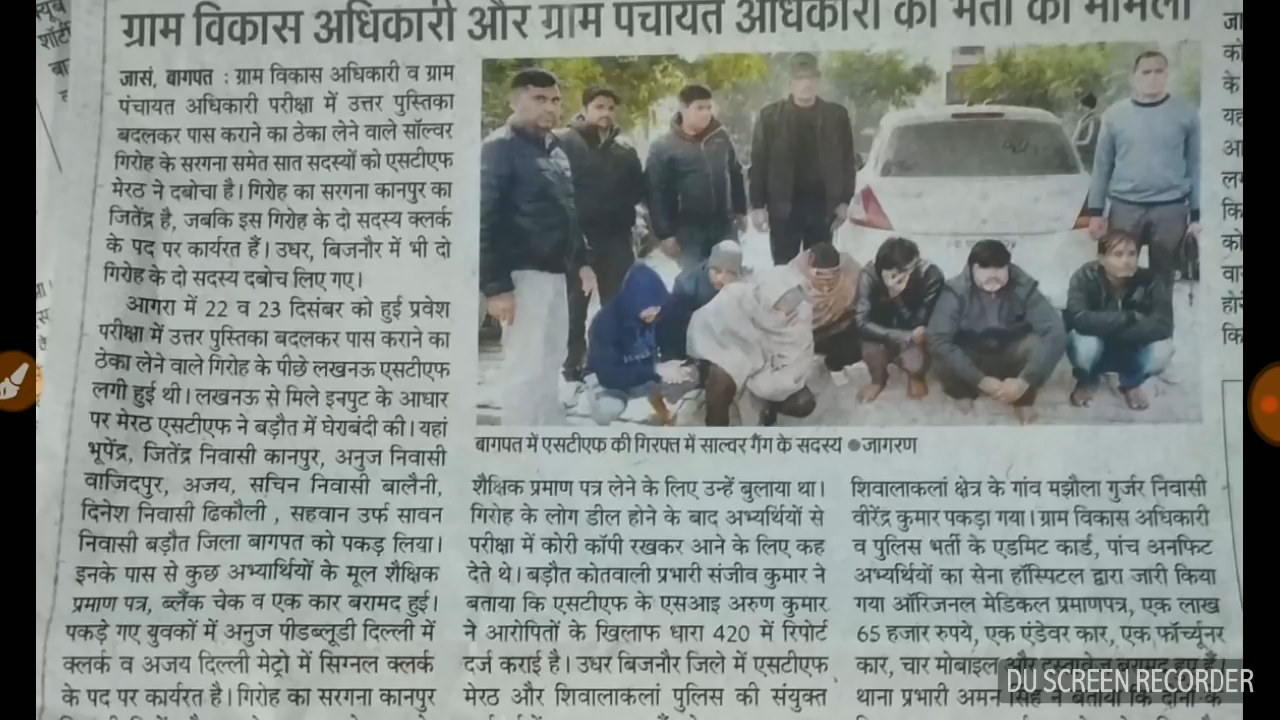 ग्राम विकास अधिकारी और ग्राम पंचायत अधिकारी की भर्ती का मामला
जासं, बागपत : ग्राम विकास अधिकारी व ग्राम
पंचायत अधिकारी परीक्षा में उत्तर पुस्तिका
बदलकर पास कराने का ठेका लेने वाले सॉल्वर
गिरोह के सरगना समेत सात सदस्यों को एसटीएफ
मेरठ ने दबोचा है। गिरोह का सरगना कानपुर का
जितेंद्र है, जबकि इस गिरोह के दो सदस्य क्लर्क
के पद पर कार्यरत हैं। उधर, बिजनौर में भी दो
गिरोह के दो सदस्य दबोच लिए गए।
आगरा में 22 व 23 दिसंबर को हुई प्रवेश
परीक्षा में उत्तर पुस्तिका बदलकर पास कराने का
ठेका लेने वाले गिरोह के पीछे लखनऊ एसटीएफ
लगी हुई थी। लखनऊ से मिले इनपुट के आधार
पर मेरठ एसटीएफ ने बड़ौत में घेराबंदी की। यहां
भूपेंद्र, जितेंद्र निवासी कानपुर, अनुज निवासी
वाजिदपुर, अजय, सचिन निवासी बालैनी,
दिनेश निवासी ढिकौली , सहवान उर्फ सावन
निवासी बड़ौत जिला बागपत को पकड़ लिया।
इनके पास से कुछ अभ्यार्थियों के मूल शैक्षिक
प्रमाण पत्र, ब्लैंक चेक व एक कार बरामद हुई।
पकड़े गए युवकों में अनुज पीडब्लूडी दिल्ली में
क्लर्क व अजय दिल्ली मेट्रो में सिग्नल क्लर्क
के पद पर कार्यरत है। गिरोह का सरगना कानपुर
बागपत में एसटीएफ की गिरफ्त में साल्वर गैंग के सदस्य ● जागरण
शैक्षिक प्रमाण पत्र लेने के लिए उन्हें बुलाया था।
गिरोह के लोग डील होने के बाद अभ्यर्थियों से
परीक्षा में कोरी कॉपी रखकर आने के लिए कह
देते थे। बड़ौत कोतवाली प्रभारी संजीव कुमार ने
बताया कि एसटीएफ के एसआइ अरुण कुमार
ने आरोपितों के खिलाफ धारा 420 में रिपोर्ट
दर्ज कराई है। उधर बिजनौर जिले में एसटीएफ
मेरठ और शिवालाकलां पुलिस की संयुक्त
शिवालाकलां क्षेत्र के गांव मझौला गुर्जर निवासी
वीरेंद्र कुमार पकड़ा गया। ग्राम विकास अधिकारी
व पुलिस भर्ती के एडमिट कार्ड, पांच अनफिट
अभ्यर्थियों का सेना हॉस्पिटल द्वारा जारी किया
गया ऑरिजनल मेडिकल प्रमाणपत्र, एक लाख
65 हजार रुपये, एक एंडेवर कार, एक फॉर्च्यूनर
कार, चार मोबाइल और दस्तावेज बरामद हुए हैं।
थाना प्रभारी अमन सिंह ने बताया कि दोनों के
DU SCREEN RECORDER